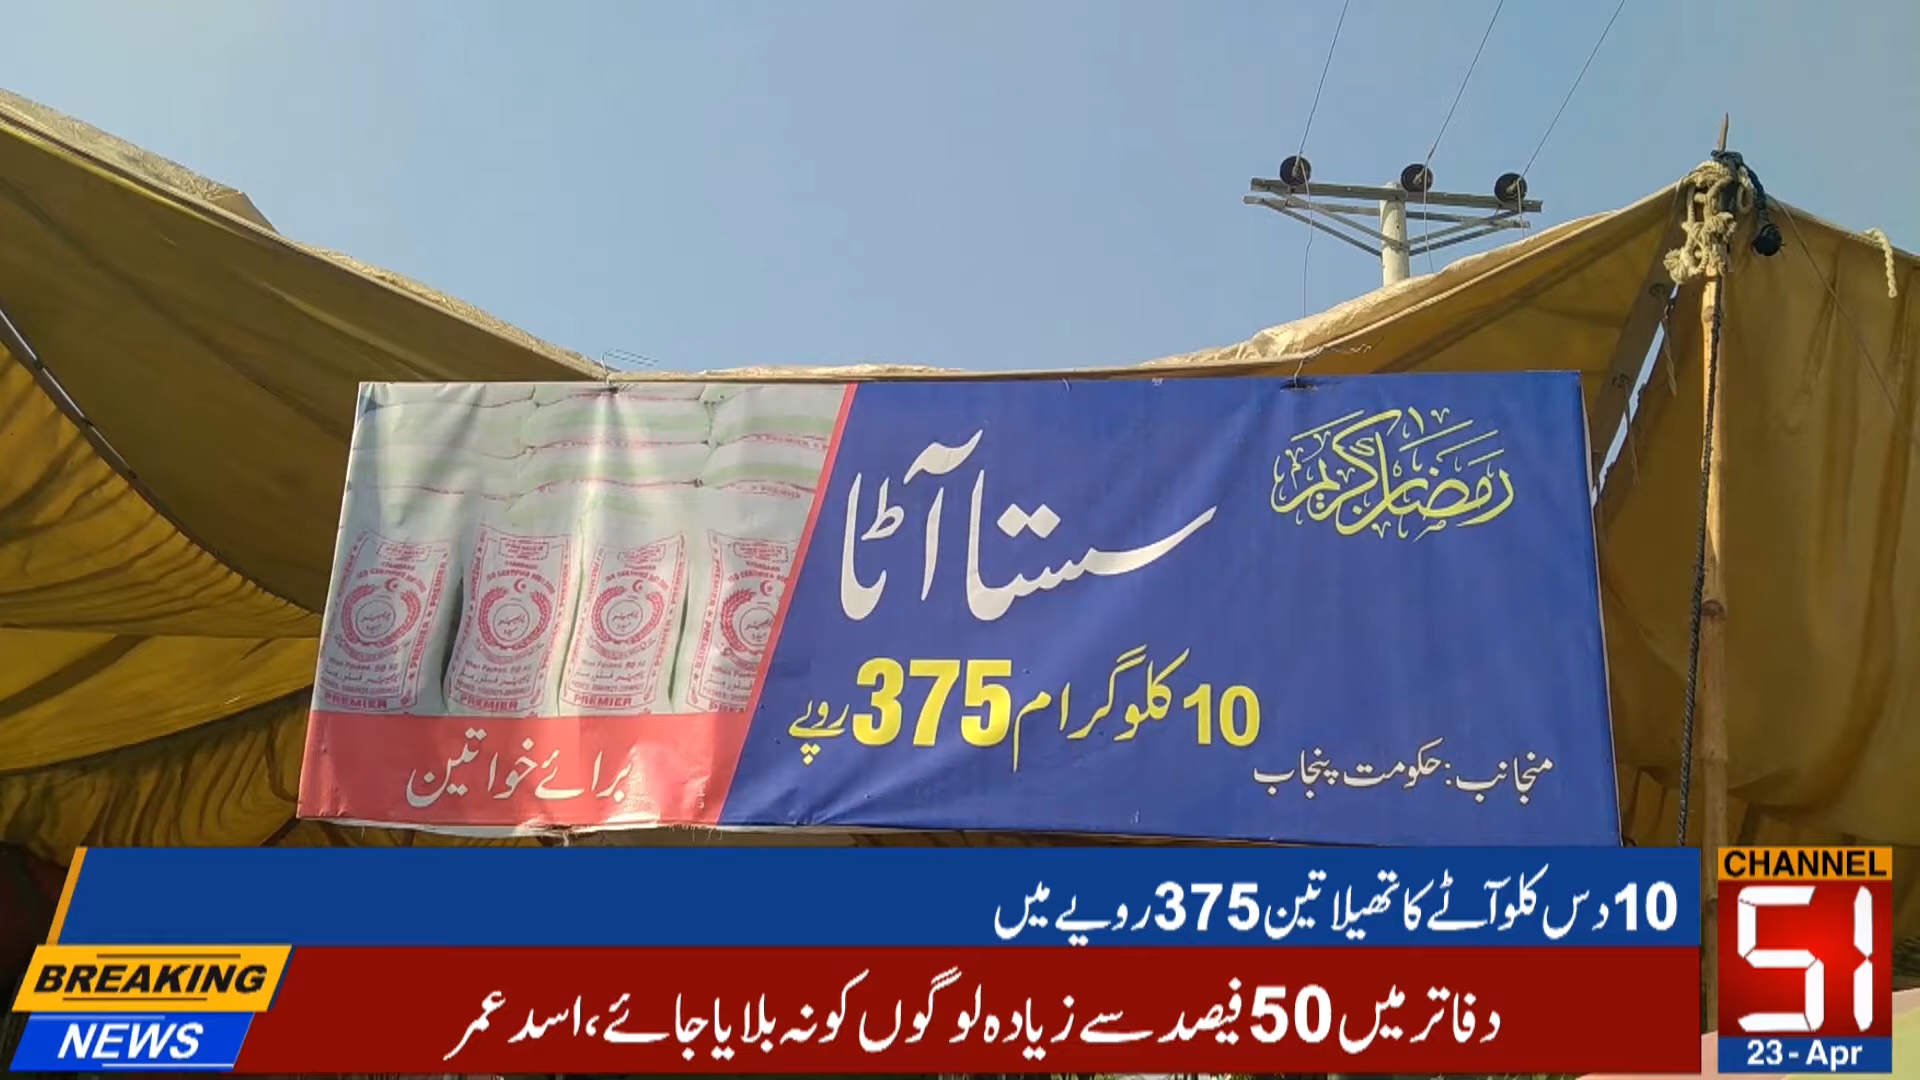 رمضان کریم
سستا آٹا
10 کلوگرام 375 روپے
منجانب: حکومت پنجاب
برائے خواتین
PREMIER
PREMIER
PREMIER
10 دس کلو آٹے کا تھیلا تین 375 روپے میں
BREAKING
NEWS
دفاتر میں 50 فیصد سے زیادہ لوگوں کو نہ بلایا جائے، اسد عمر
CHANNEL
51
23 - Apr